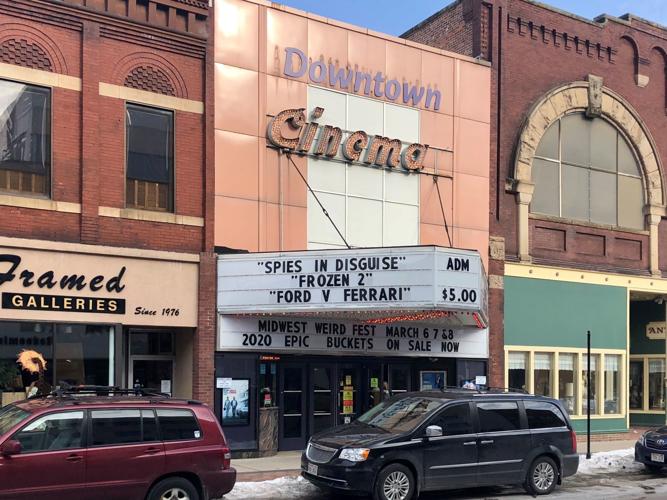 Downtown
Cinema
"SPIES IN DISGUISE"
"FROZEN 2"
"FORD V FERRARI"
ADM
$5.00
MIDWEST WEIRD FEST MARCH 6 7 & 8
2020 EPIC BUCKETS ON SALE NOW
Framed
GALLERIES
Since 1976
AN